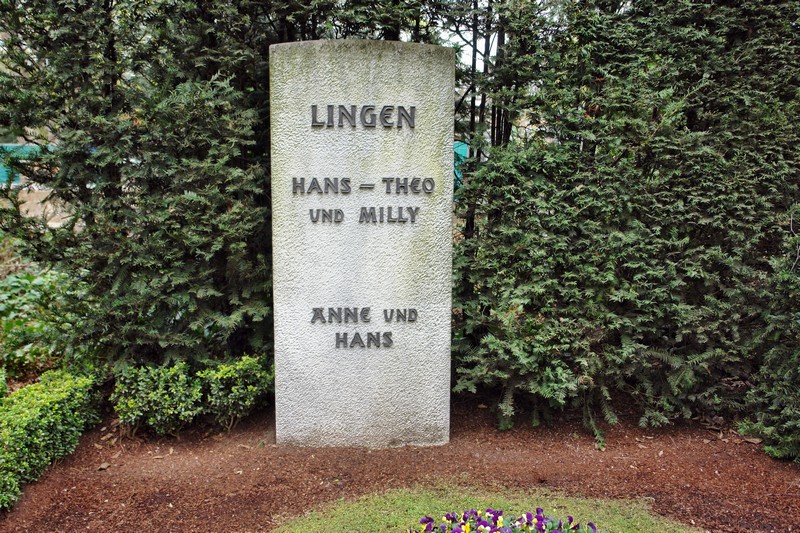 LINGEN
HANS – THEO
UND MILLY
ANNE UND
HANS